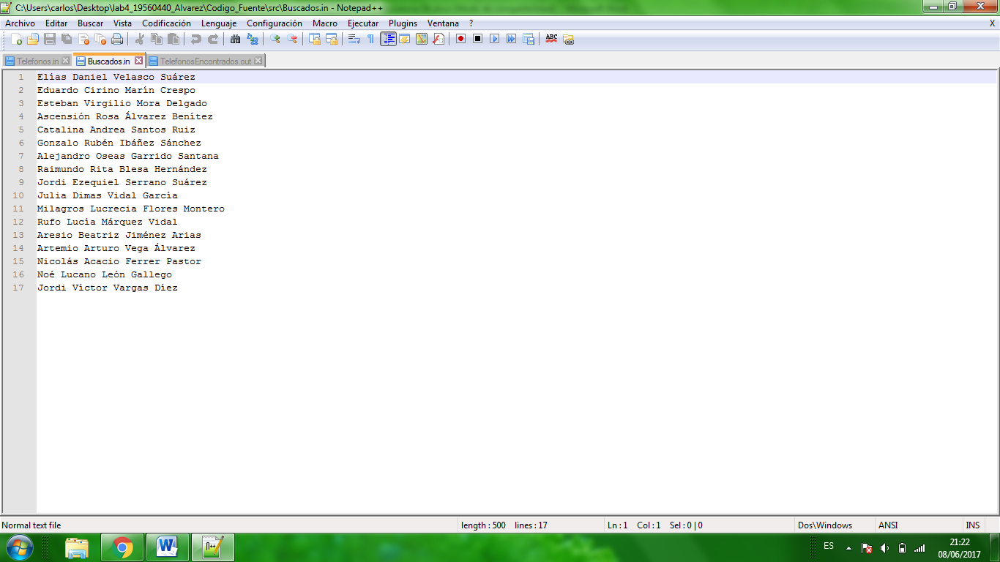 C:\Users\carlos\Desktop\lab4_19560440_Alvarez\Codigo_Fuente\src\Buscados.in - Notepad++
Archivo Editar Buscar Vista Codificación Lenguaje Configuración Macro Ejecutar Plugins Ventana ? X
Telefonos.in Buscados.in TelefonosEncontrados.out
1 Elías Daniel Velasco Suárez
2 Eduardo Cirino Marín Crespo
3 Esteban Virgilio Mora Delgado
4 Ascensión Rosa Álvarez Benítez
5 Catalina Andrea Santos Ruiz
6 Gonzalo Rubén Ibáñez Sánchez
7 Alejandro Oseas Garrido Santana
8 Raimundo Rita Blesa Hernández
9 Jordi Ezequiel Serrano Suárez
10 Julia Dimas Vidal García
11 Milagros Lucrecia Flores Montero
12 Rufo Lucía Márquez Vidal
13 Aresio Beatriz Jiménez Arias
14 Artemio Arturo Vega Álvarez
15 Nicolás Acacio Ferrer Pastor
16 Noé Lucano León Gallego
17 Jordi Víctor Vargas Díez
Normal text file length : 500 lines : 17 Ln : 1 Col : 1 Sel : 0 | 0 Dos\Windows ANSI INS
ES 21:22
08/06/2017